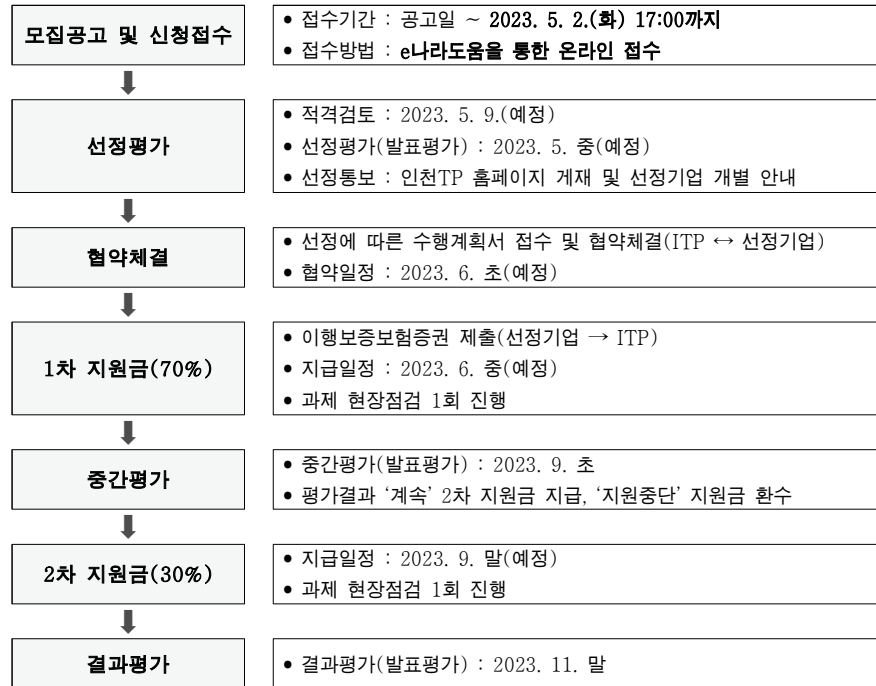 모집공고 및 신청접수
• 접수기간 : 공고일 ~ 2023. 5. 2.(화) 17:00까지
• 접수방법 : e나라도움을 통한 온라인 접수
선정평가
• 적격검토 : 2023. 5. 9.(예정)
• 선정평가(발표평가) : 2023. 5. 중(예정)
• 선정통보 : 인천TP 홈페이지 게재 및 선정기업 개별 안내
협약체결
• 선정에 따른 수행계획서 접수 및 협약체결(ITP ↔ 선정기업)
• 협약일정 : 2023. 6. 초(예정)
1차 지원금(70%)
• 이행보증보험증권 제출(선정기업 → ITP)
• 지급일정 : 2023. 6. 중(예정)
• 과제 현장점검 1회 진행
중간평가
• 중간평가(발표평가) : 2023. 9. 초
• 평가결과 ‘계속’ 2차 지원금 지급, ‘지원중단’ 지원금 환수
2차 지원금(30%)
• 지급일정 : 2023. 9. 말(예정)
• 과제 현장점검 1회 진행
결과평가
• 결과평가(발표평가) : 2023. 11. 말